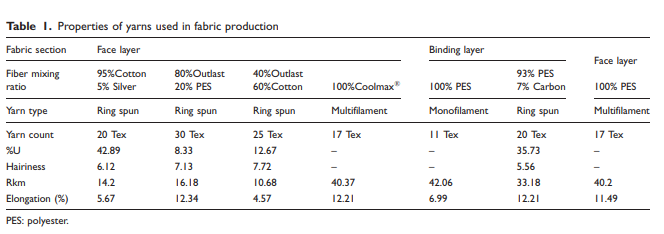 Table 1. Properties of yarns used in fabric production
Fabric section Face layer Binding layer Face layer
Fiber mixing ratio 95%Cotton 5% Silver 80%Outlast 20% PES 40%Outlast 60%Cotton 100%Coolmax® 100% PES 93% PES 7% Carbon 100% PES
Yarn type Ring spun Ring spun Ring spun Multifilament Monofilament Ring spun Multifilament
Yarn count 20 Tex 30 Tex 25 Tex 17 Tex 11 Tex 20 Tex 17 Tex
%U 42.89 8.33 12.67 – – 35.73 –
Hairiness 6.12 7.13 7.72 – – 5.56 –
Rkm 14.2 16.18 10.68 40.37 42.06 33.18 40.2
Elongation (%) 5.67 12.34 4.57 12.21 6.99 12.21 11.49
PES: polyester.